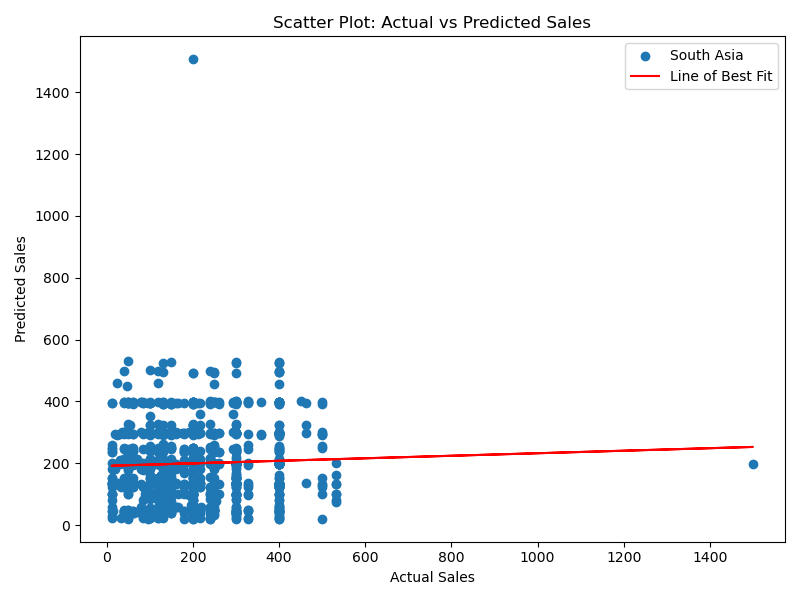 Scatter Plot: Actual vs Predicted Sales
South Asia
Line of Best Fit
Predicted Sales
1400
1200
1000
800
600
400
200
0
0 200 400 600 800 1000 1200 1400
Actual Sales